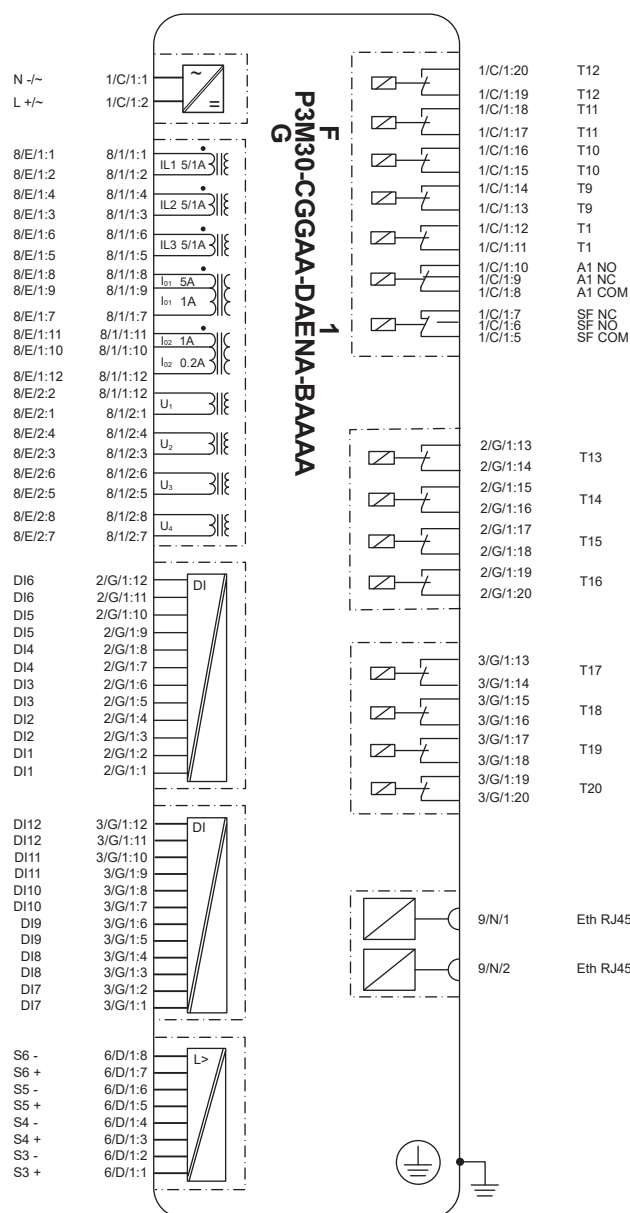 N -/~ 1/C/1:1
L +/~ 1/C/1:2
~
=
8/E/1:1 8/1/1:1
8/E/1:2 8/1/1:2
IL1 5/1A
8/E/1:4 8/1/1:4
8/E/1:3 8/1/1:3
IL2 5/1A
8/E/1:6 8/1/1:6
8/E/1:5 8/1/1:5
IL3 5/1A
8/E/1:8 8/1/1:8
8/E/1:9 8/1/1:9
8/E/1:7 8/1/1:7
I01 5A
I01 1A
8/E/1:11 8/1/1:11
8/E/1:10 8/1/1:10
8/E/1:12 8/1/1:12
I02 1A
I02 0.2A
8/E/2:2 8/1/1:12
8/E/2:1 8/1/2:1
U1
8/E/2:4 8/1/2:4
8/E/2:3 8/1/2:3
U2
8/E/2:6 8/1/2:6
8/E/2:5 8/1/2:5
U3
8/E/2:8 8/1/2:8
8/E/2:7 8/1/2:7
U4
DI6 2/G/1:12
DI6 2/G/1:11
DI5 2/G/1:10
DI5 2/G/1:9
DI4 2/G/1:8
DI4 2/G/1:7
DI3 2/G/1:6
DI3 2/G/1:5
DI2 2/G/1:4
DI2 2/G/1:3
DI1 2/G/1:2
DI1 2/G/1:1
DI
DI12 3/G/1:12
DI12 3/G/1:11
DI11 3/G/1:10
DI11 3/G/1:9
DI10 3/G/1:8
DI10 3/G/1:7
DI9 3/G/1:6
DI9 3/G/1:5
DI8 3/G/1:4
DI8 3/G/1:3
DI7 3/G/1:2
DI7 3/G/1:1
DI
S6 - 6/D/1:8
S6 + 6/D/1:7
S5 - 6/D/1:6
S5 + 6/D/1:5
S4 - 6/D/1:4
S4 + 6/D/1:3
S3 - 6/D/1:2
S3 + 6/D/1:1
L>
F 1
P3M30-CGGAA-DAENA-BAAAA
G
1/C/1:20 T12
1/C/1:19 T12
1/C/1:18 T11
1/C/1:17 T11
1/C/1:16 T10
1/C/1:15 T10
1/C/1:14 T9
1/C/1:13 T9
1/C/1:12 T1
1/C/1:11 T1
1/C/1:10 A1 NO
1/C/1:9 A1 NC
1/C/1:8 A1 COM
1/C/1:7 SF NC
1/C/1:6 SF NO
1/C/1:5 SF COM
2/G/1:13
2/G/1:14
T13
2/G/1:15
2/G/1:16
T14
2/G/1:17
2/G/1:18
T15
2/G/1:19
2/G/1:20
T16
3/G/1:13
3/G/1:14
T17
3/G/1:15
3/G/1:16
T18
3/G/1:17
3/G/1:18
T19
3/G/1:19
3/G/1:20
T20
9/N/1 Eth RJ45
9/N/2 Eth RJ45